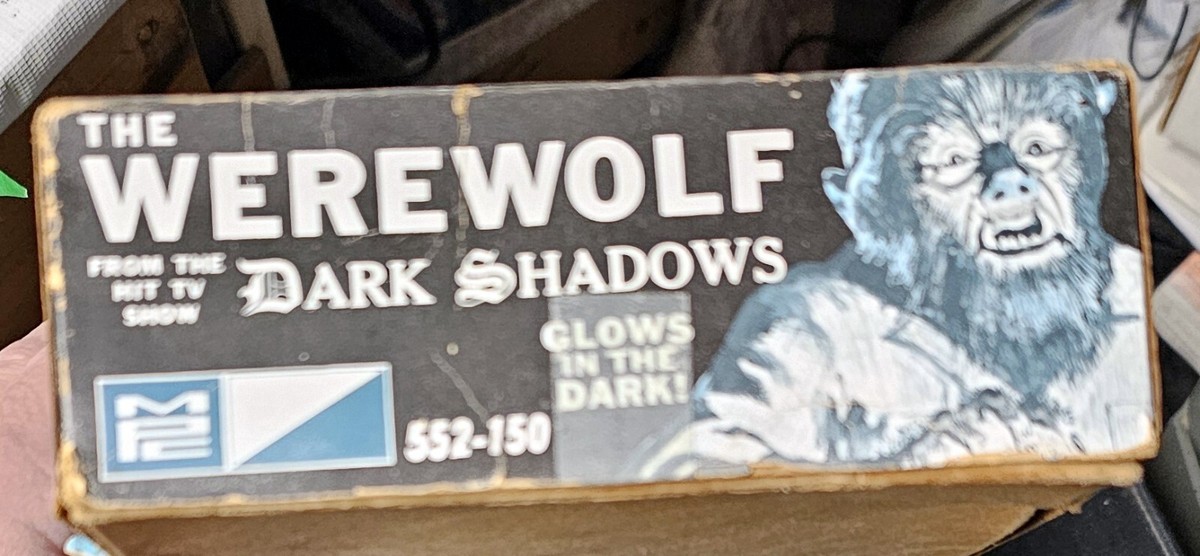 THE
WEREWOLF
FROM THE
HIT TV
SHOW
DARK SHADOWS
GLOWS
IN THE
DARK!
MPC
552-150